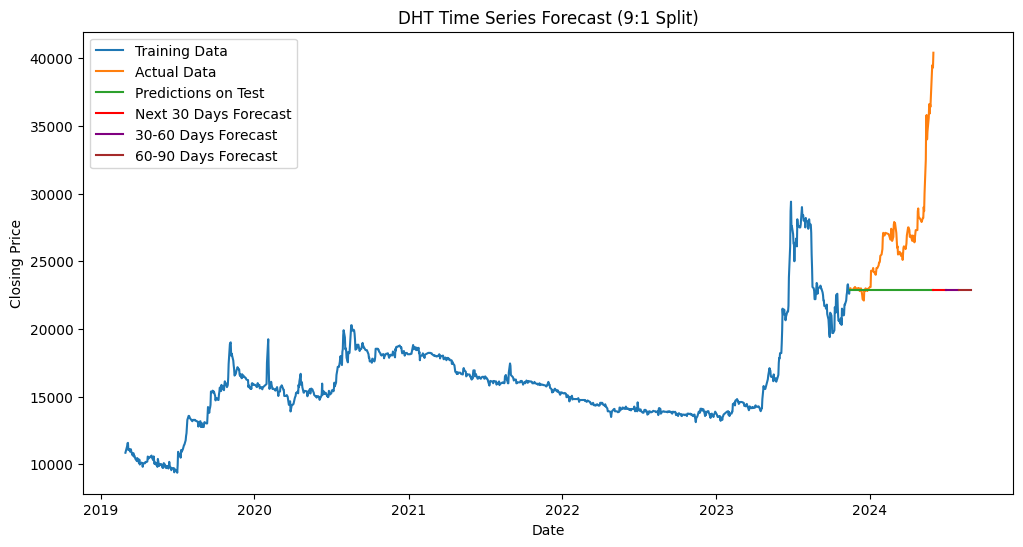 DHT Time Series Forecast (9:1 Split)
Training Data
Actual Data
Predictions on Test
Next 30 Days Forecast
30-60 Days Forecast
60-90 Days Forecast
40000
35000
30000
25000
20000
15000
10000
Closing Price
2019
2020
2021
2022
2023
2024
Date